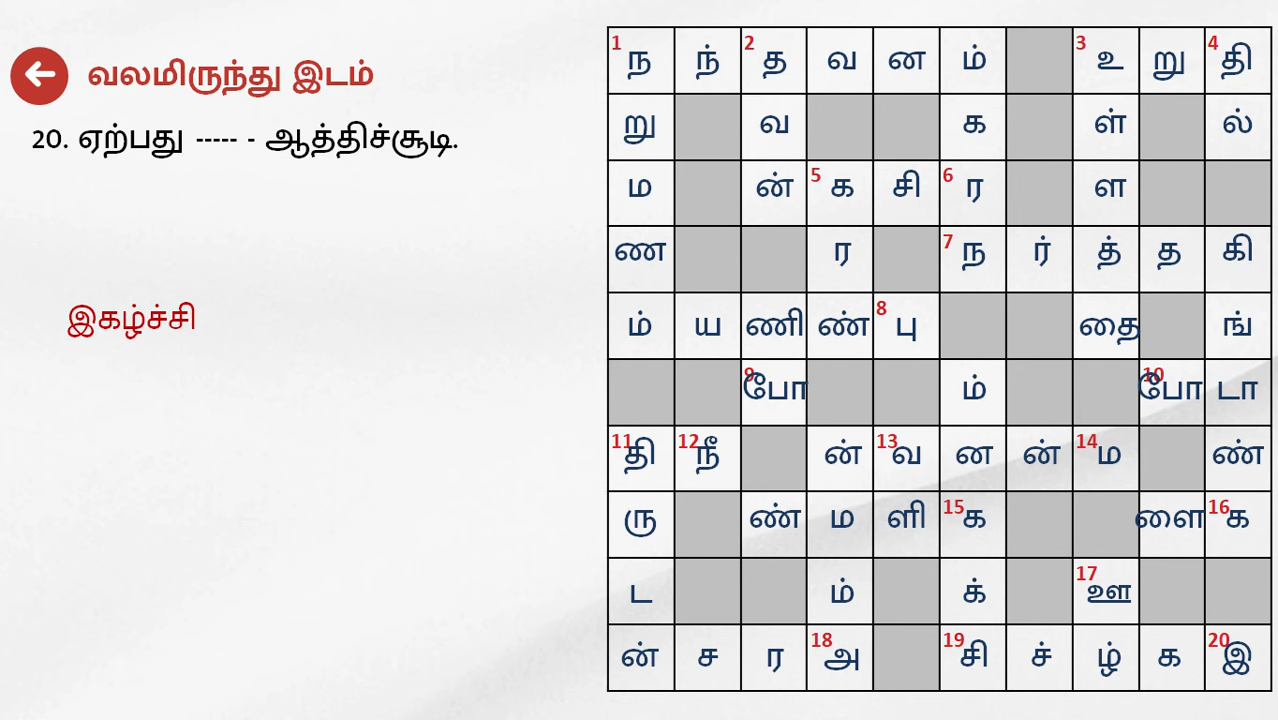 வலமிருந்து இடம்
20. ஏற்பது ----- - ஆத்திச்சூடி.
இகழ்ச்சி
1 ந ந் 2 த வ ன ம் 3 உ று 4 தி
று வ க ள் ல்
ம ன் 5 க சி 6 ர ள
ண ர 7 ந ர் த் த கி
ம் ய ணி ண் 8 பு தை ங்
9 போ ம் 10 போ டா
11 தி 12 நீ ன் 13 வ ன ன் 14 ம ண்
ரு ண் ம ளி 15 க ளை 16 க
ட ம் க் 17 ஊ
ன் ச ர 18 அ 19 சி ச் ழ் க 20 இ